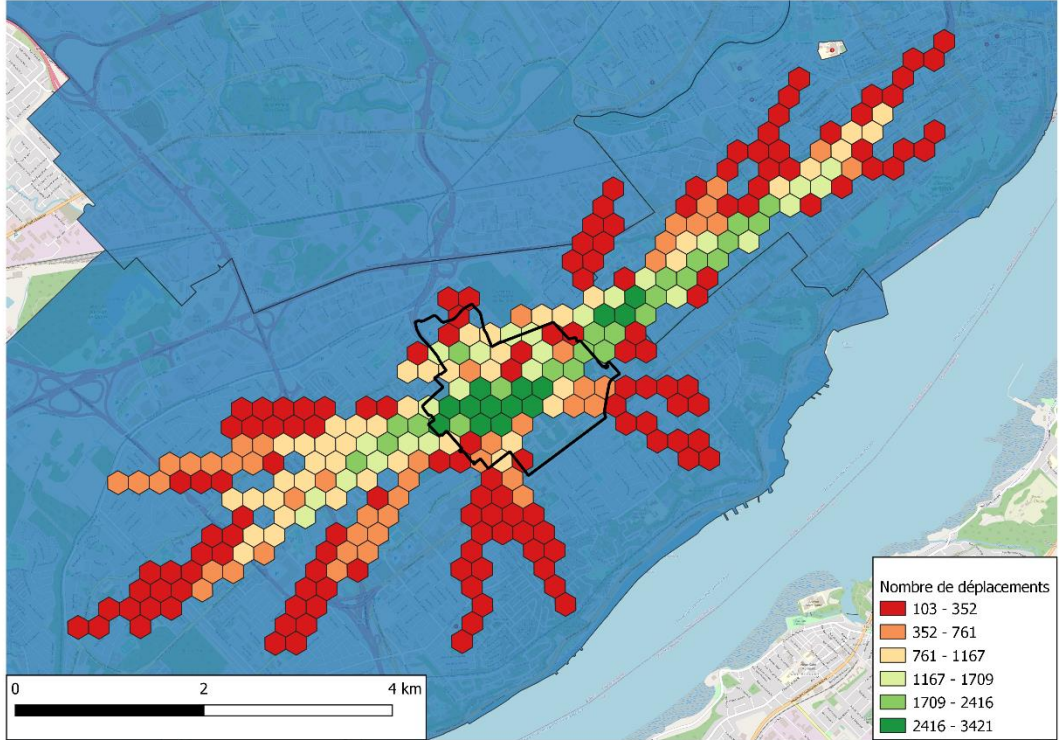 0 2 4 km
Nombre de déplacements
103 - 352
352 - 761
761 - 1167
1167 - 1709
1709 - 2416
2416 - 3421